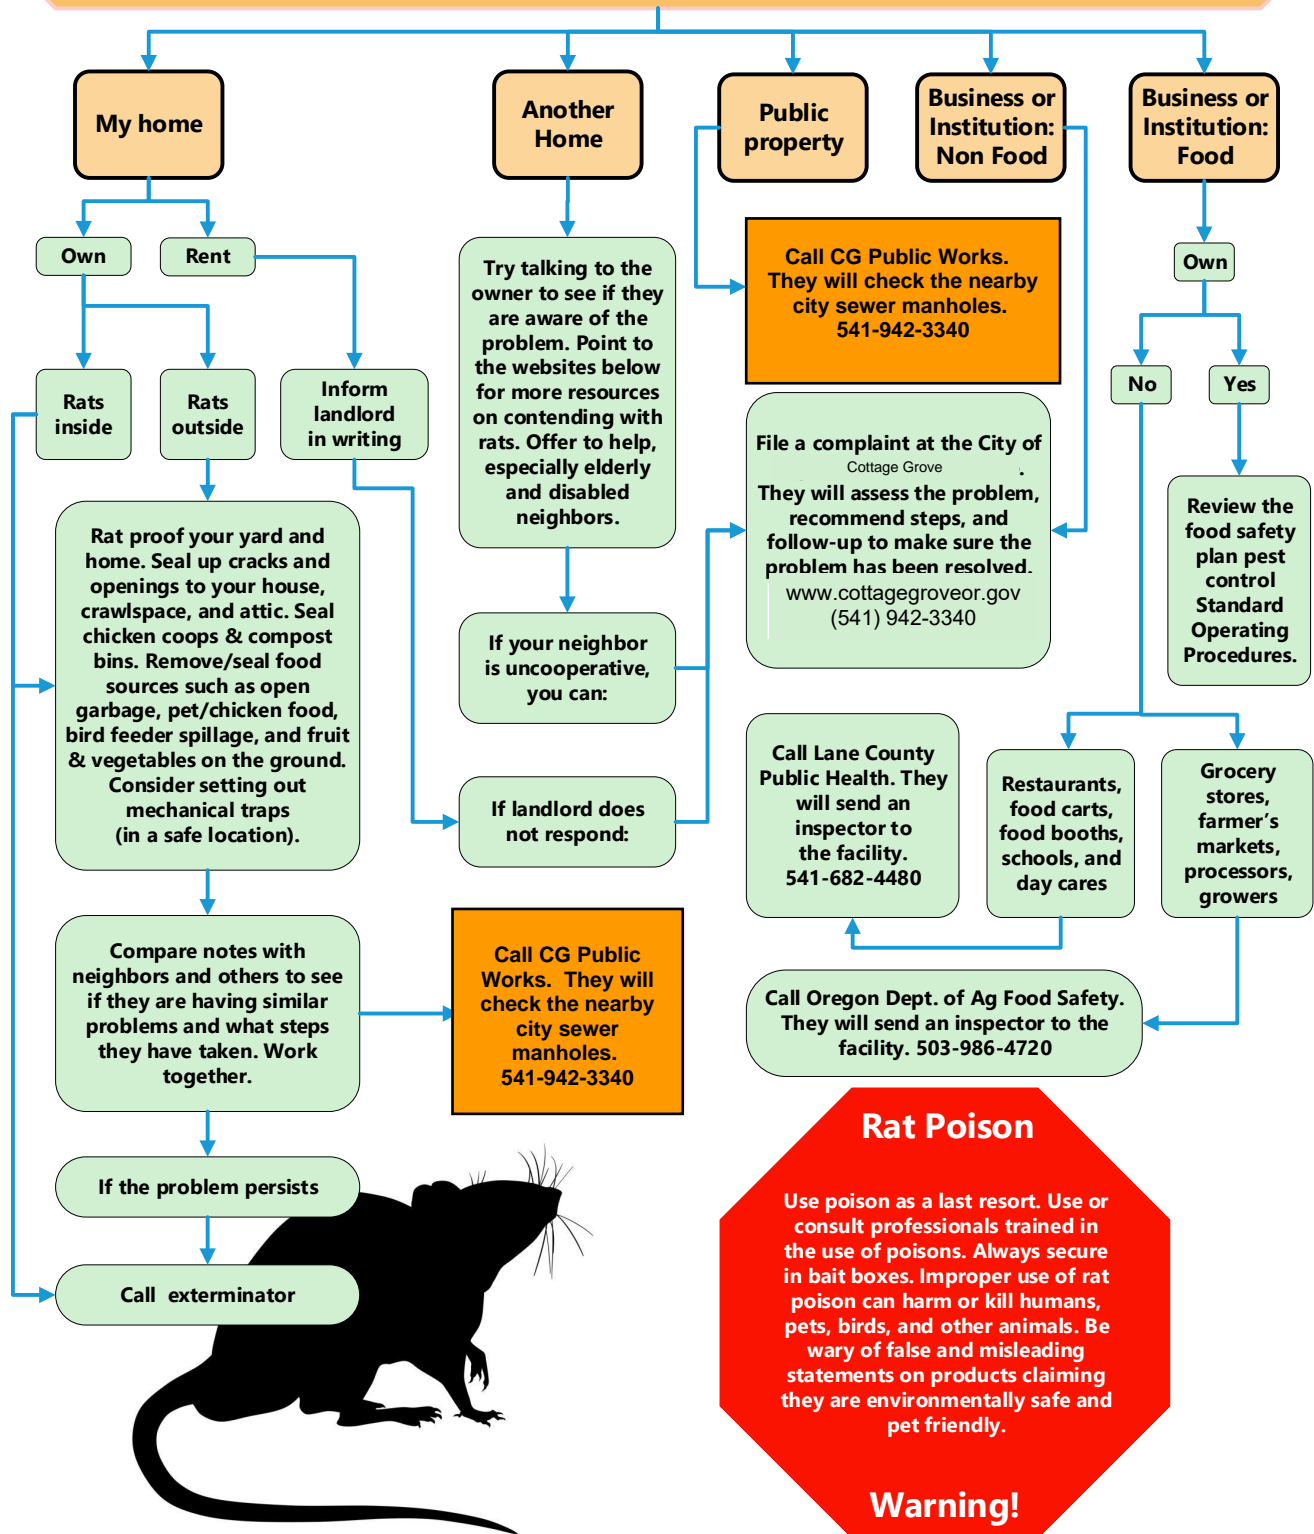 My home
Another
Home
Public
property
Business or
Institution:
Non Food
Business or
Institution:
Food
Own
Rent
Rats
inside
Rats
outside
Inform
landlord
in writing
Rat proof your yard and
home. Seal up cracks and
openings to your house,
crawlspace, and attic. Seal
chicken coops & compost
bins. Remove/seal food
sources such as open
garbage, pet/chicken food,
bird feeder spillage, and fruit
& vegetables on the ground.
Consider setting out
mechanical traps
(in a safe location).
Compare notes with
neighbors and others to see
if they are having similar
problems and what steps
they have taken. Work
together.
If the problem persists
Call exterminator
Try talking to the
owner to see if they
are aware of the
problem. Point to
the websites below
for more resources
on contending with
rats. Offer to help,
especially elderly
and disabled
neighbors.
If your neighbor
is uncooperative,
you can:
If landlord does
not respond:
Call CG Public
Works. They will
check the nearby
city sewer
manholes.
541-942-3340
Call CG Public Works.
They will check the nearby
city sewer manholes.
541-942-3340
File a complaint at the City of
Cottage Grove .
They will assess the problem,
recommend steps, and
follow-up to make sure the
problem has been resolved.
www.cottagegroveor.gov
(541) 942-3340
Own
No
Yes
Review the
food safety
plan pest
control
Standard
Operating
Procedures.
Call Lane County
Public Health. They
will send an
inspector to
the facility.
541-682-4480
Restaurants,
food carts,
food booths,
schools, and
day cares
Grocery
stores,
farmer’s
markets,
processors,
growers
Call Oregon Dept. of Ag Food Safety.
They will send an inspector to the
facility. 503-986-4720
Rat Poison
Use poison as a last resort. Use or
consult professionals trained in
the use of poisons. Always secure
in bait boxes. Improper use of rat
poison can harm or kill humans,
pets, birds, and other animals. Be
wary of false and misleading
statements on products claiming
they are environmentally safe and
pet friendly.
Warning!